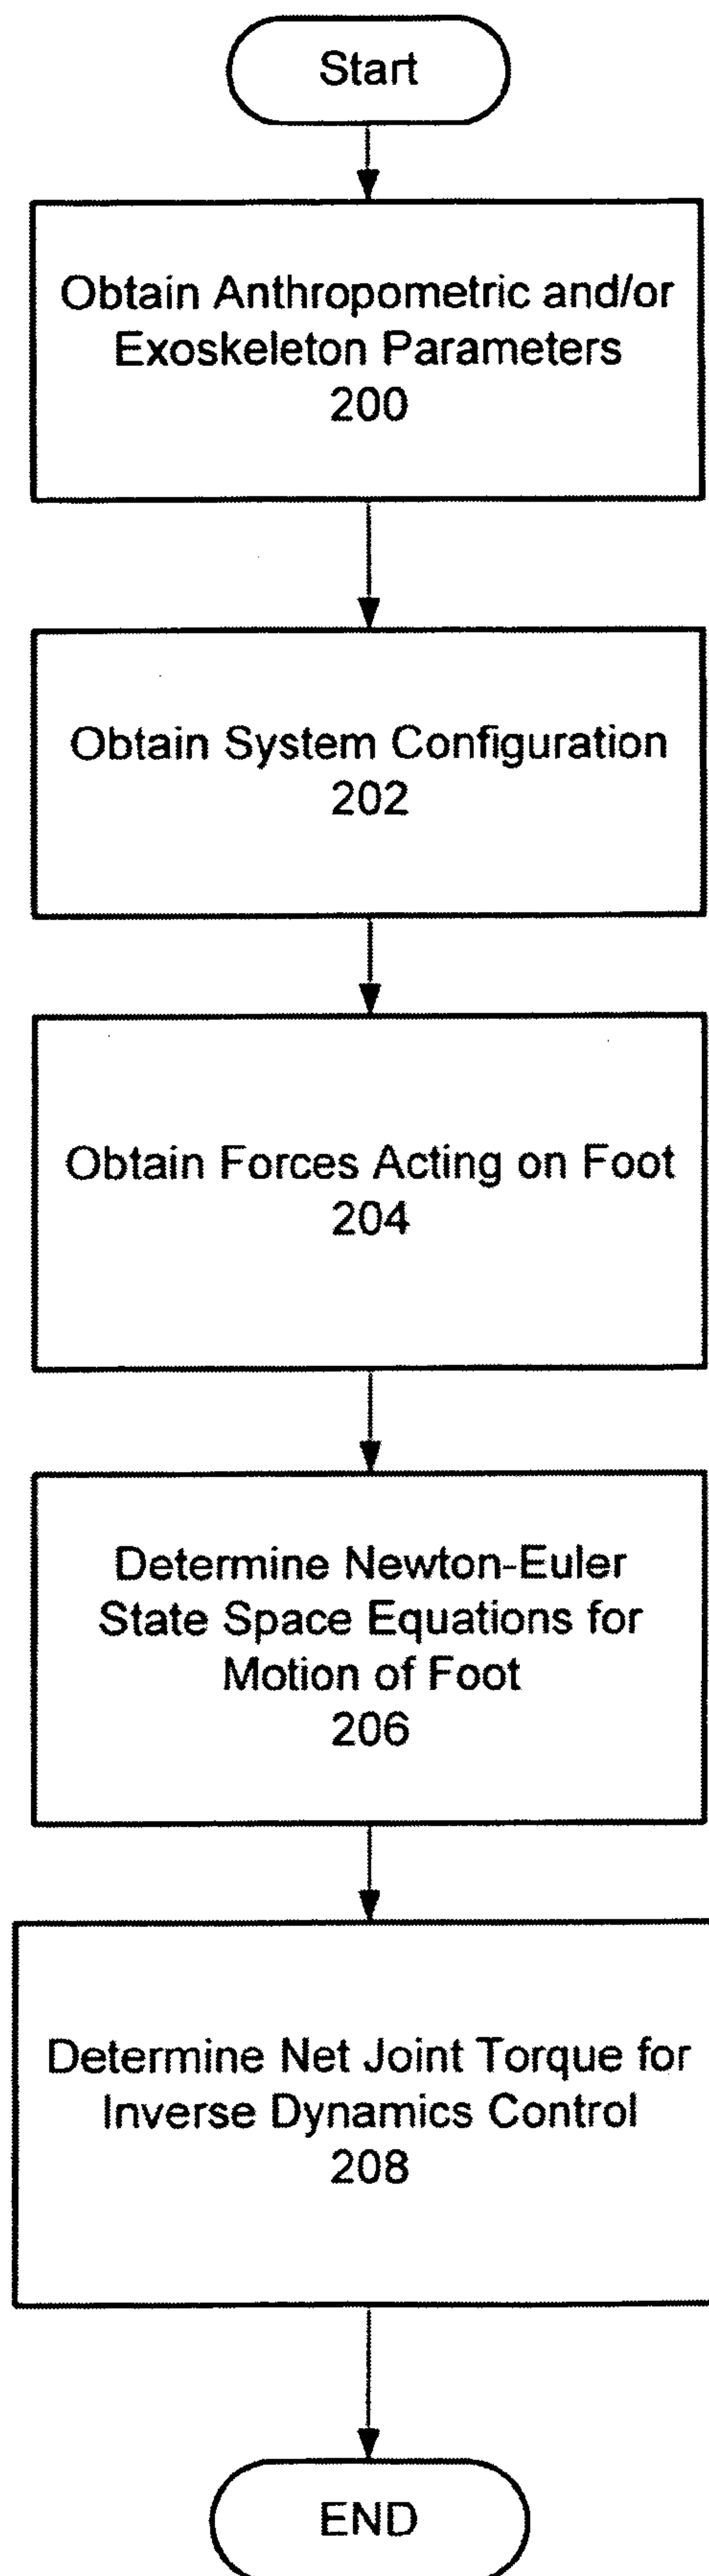 Start
Obtain Anthropometric and/or
Exoskeleton Parameters
200
Obtain System Configuration
202
Obtain Forces Acting on Foot
204
Determine Newton-Euler
State Space Equations for
Motion of Foot
206
Determine Net Joint Torque for
Inverse Dynamics Control
208
END